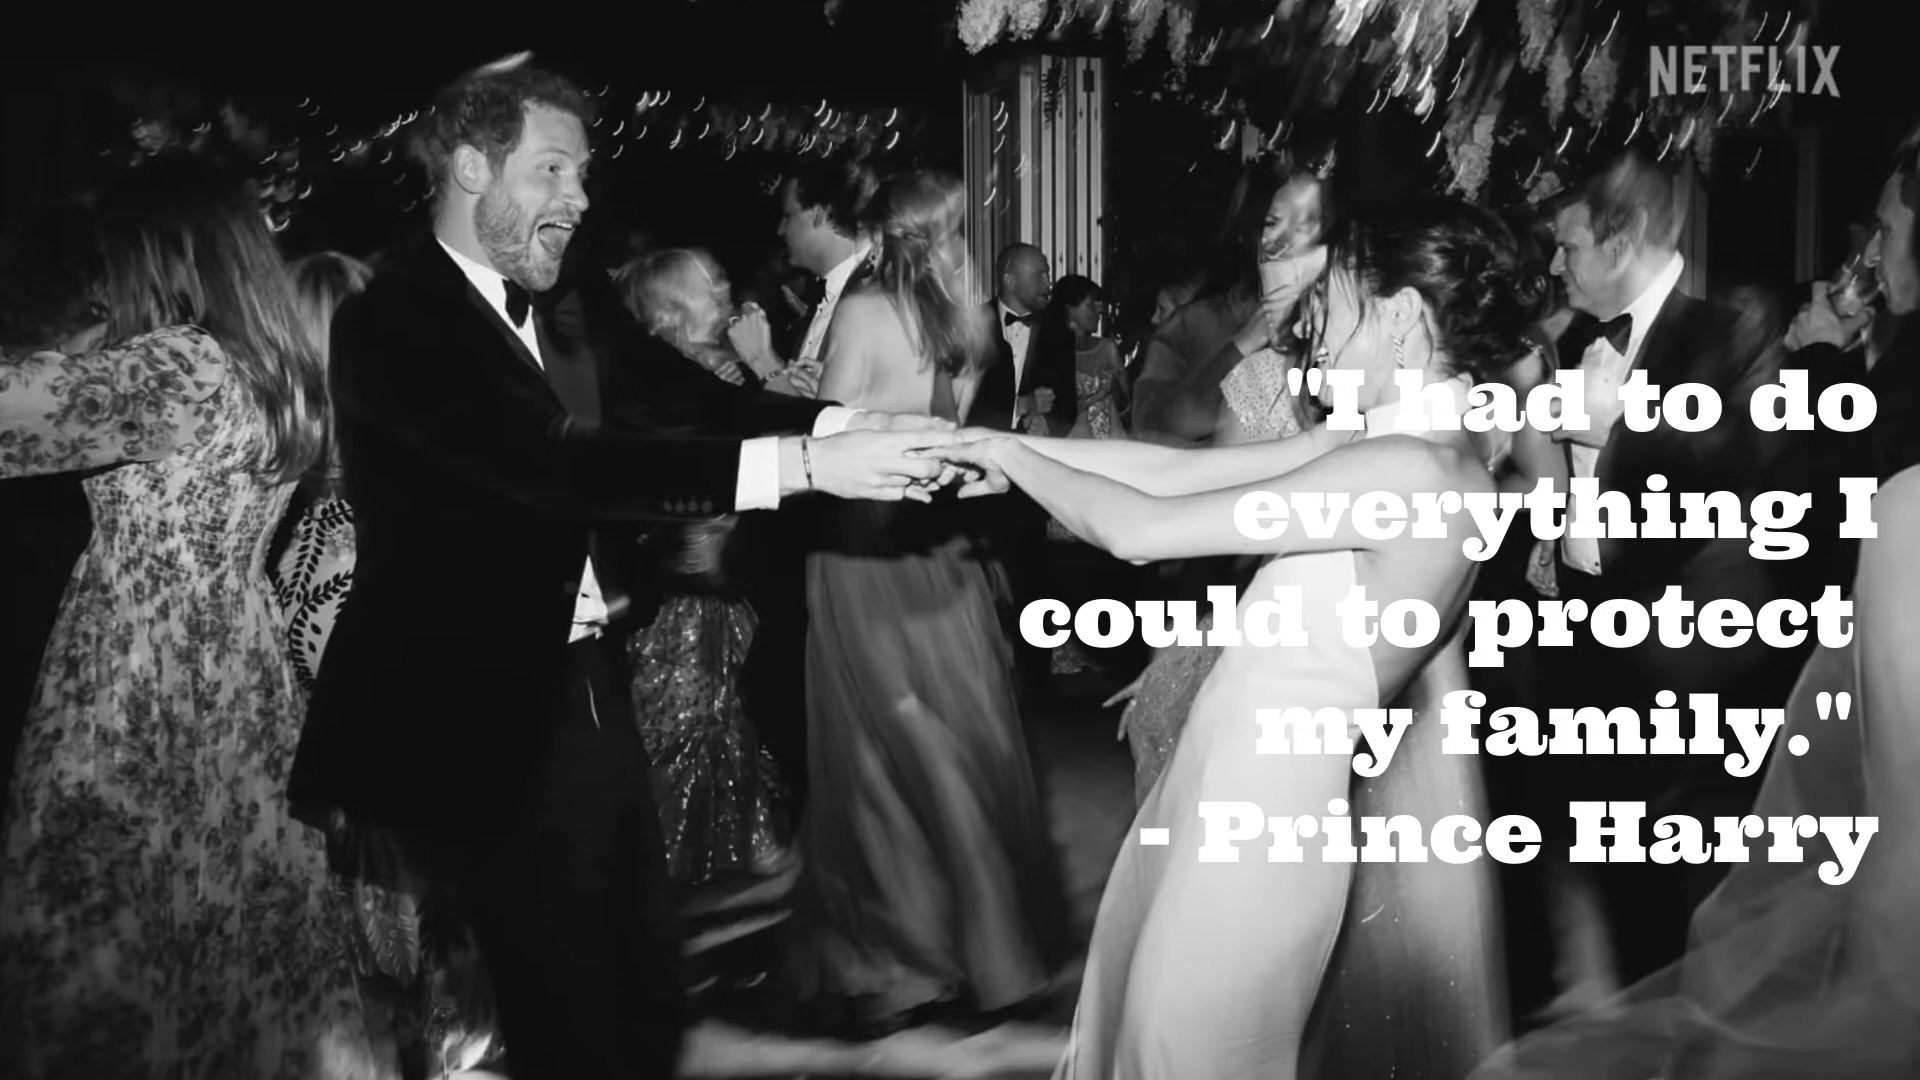 NETFLIX
"I had to do
everything I
could to protect
my family."
- Prince Harry